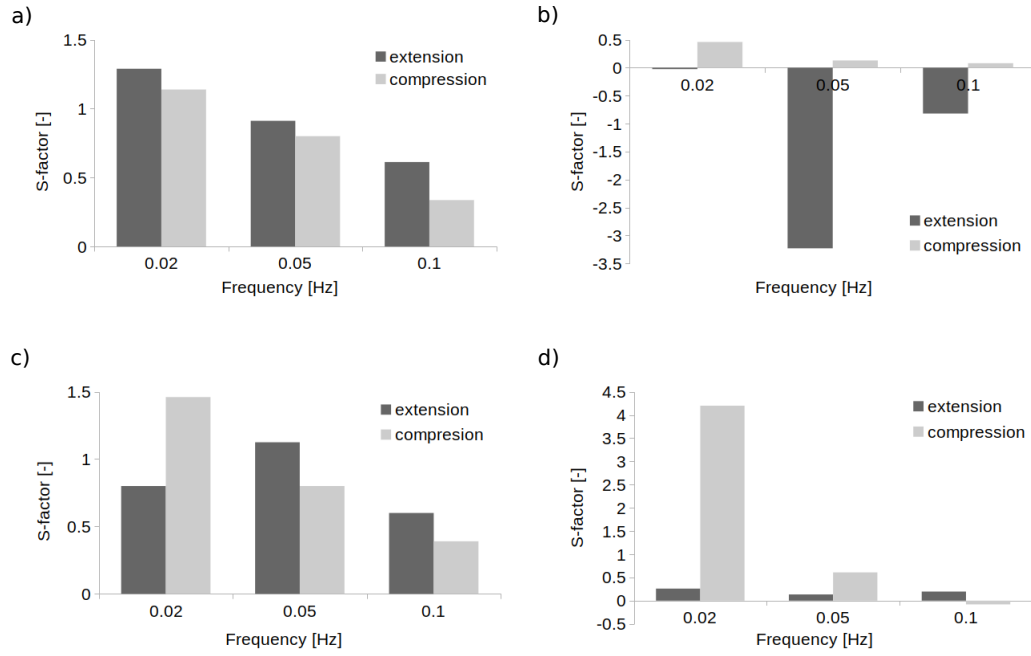 a)
1.5
1
0.5
0
S-factor [-]
extension
compression
0.02 0.05 0.1
Frequency [Hz]
b)
0.5
0
-0.5
-1
-1.5
-2
-2.5
-3
-3.5
S-factor [-]
0.02 0.05 0.1
extension
compression
Frequency [Hz]
c)
1.5
1
0.5
0
S-factor [-]
extension
compresion
0.02 0.05 0.1
Frequency [Hz]
d)
4.5
4
3.5
3
2.5
2
1.5
1
0.5
0
-0.5
S-factor [-]
extension
compression
0.02 0.05 0.1
Frequency [Hz]